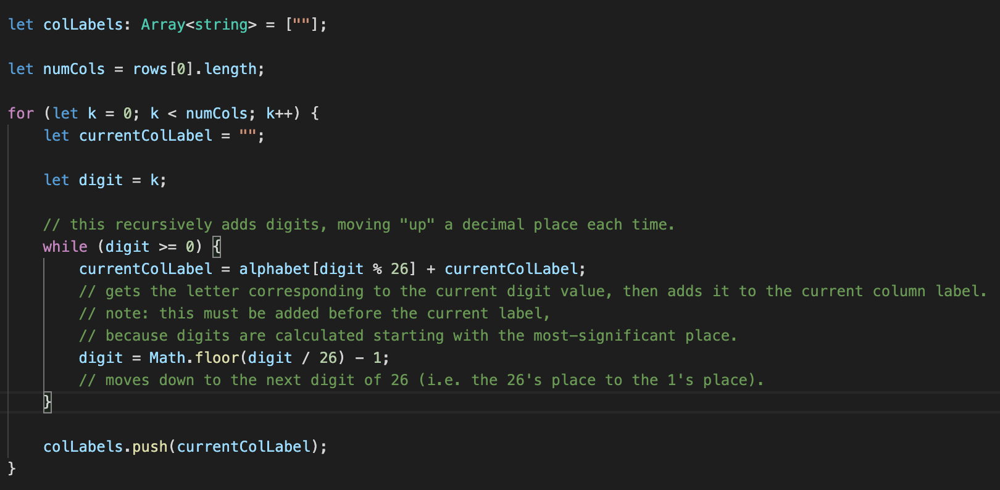 let colLabels: Array<string> = [""];
let numCols = rows[0].length;
for (let k = 0; k < numCols; k++) {
let currentColLabel = "";
let digit = k;
// this recursively adds digits, moving "up" a decimal place each time.
while (digit >= 0) {
currentColLabel = alphabet[digit % 26] + currentColLabel;
// gets the letter corresponding to the current digit value, then adds it to the current column label.
// note: this must be added before the current label,
// because digits are calculated starting with the most-significant place.
digit = Math.floor(digit / 26) - 1;
// moves down to the next digit of 26 (i.e. the 26's place to the 1's place).
}
colLabels.push(currentColLabel);
}